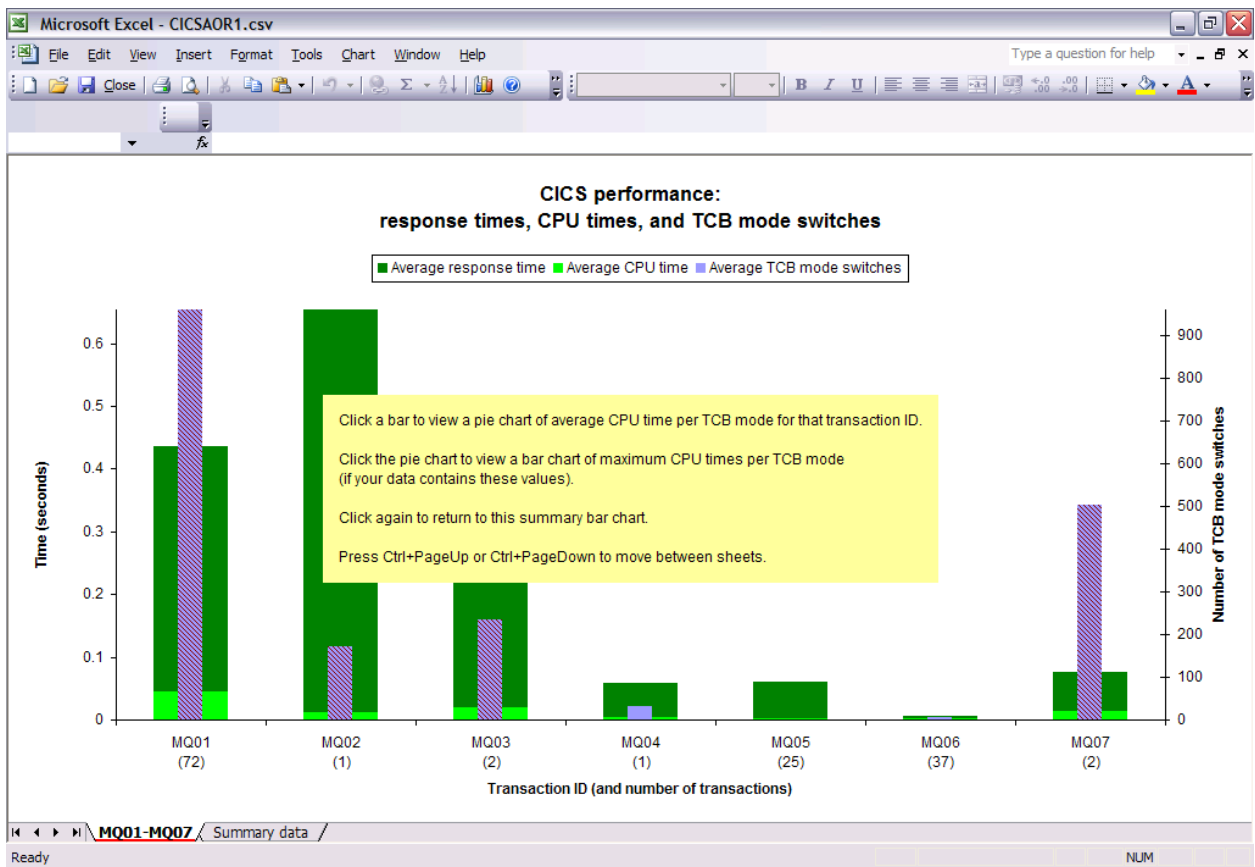 Microsoft Excel - CICSAOR1.csv
File Edit View Insert Format Tools Chart Window Help Type a question for help
Close Σ B I U
fx
CICS performance:
response times, CPU times, and TCB mode switches
Average response time Average CPU time Average TCB mode switches
Time (seconds)
0.6
0.5
0.4
0.3
0.2
0.1
0
Click a bar to view a pie chart of average CPU time per TCB mode for that transaction ID.
Click the pie chart to view a bar chart of maximum CPU times per TCB mode
(if your data contains these values).
Click again to return to this summary bar chart.
Press Ctrl+PageUp or Ctrl+PageDown to move between sheets.
900
800
700
600
500
400
300
200
100
0
Number of TCB mode switches
MQ01 MQ02 MQ03 MQ04 MQ05 MQ06 MQ07
(72) (1) (2) (1) (25) (37) (2)
Transaction ID (and number of transactions)
MQ01-MQ07 Summary data
Ready NUM